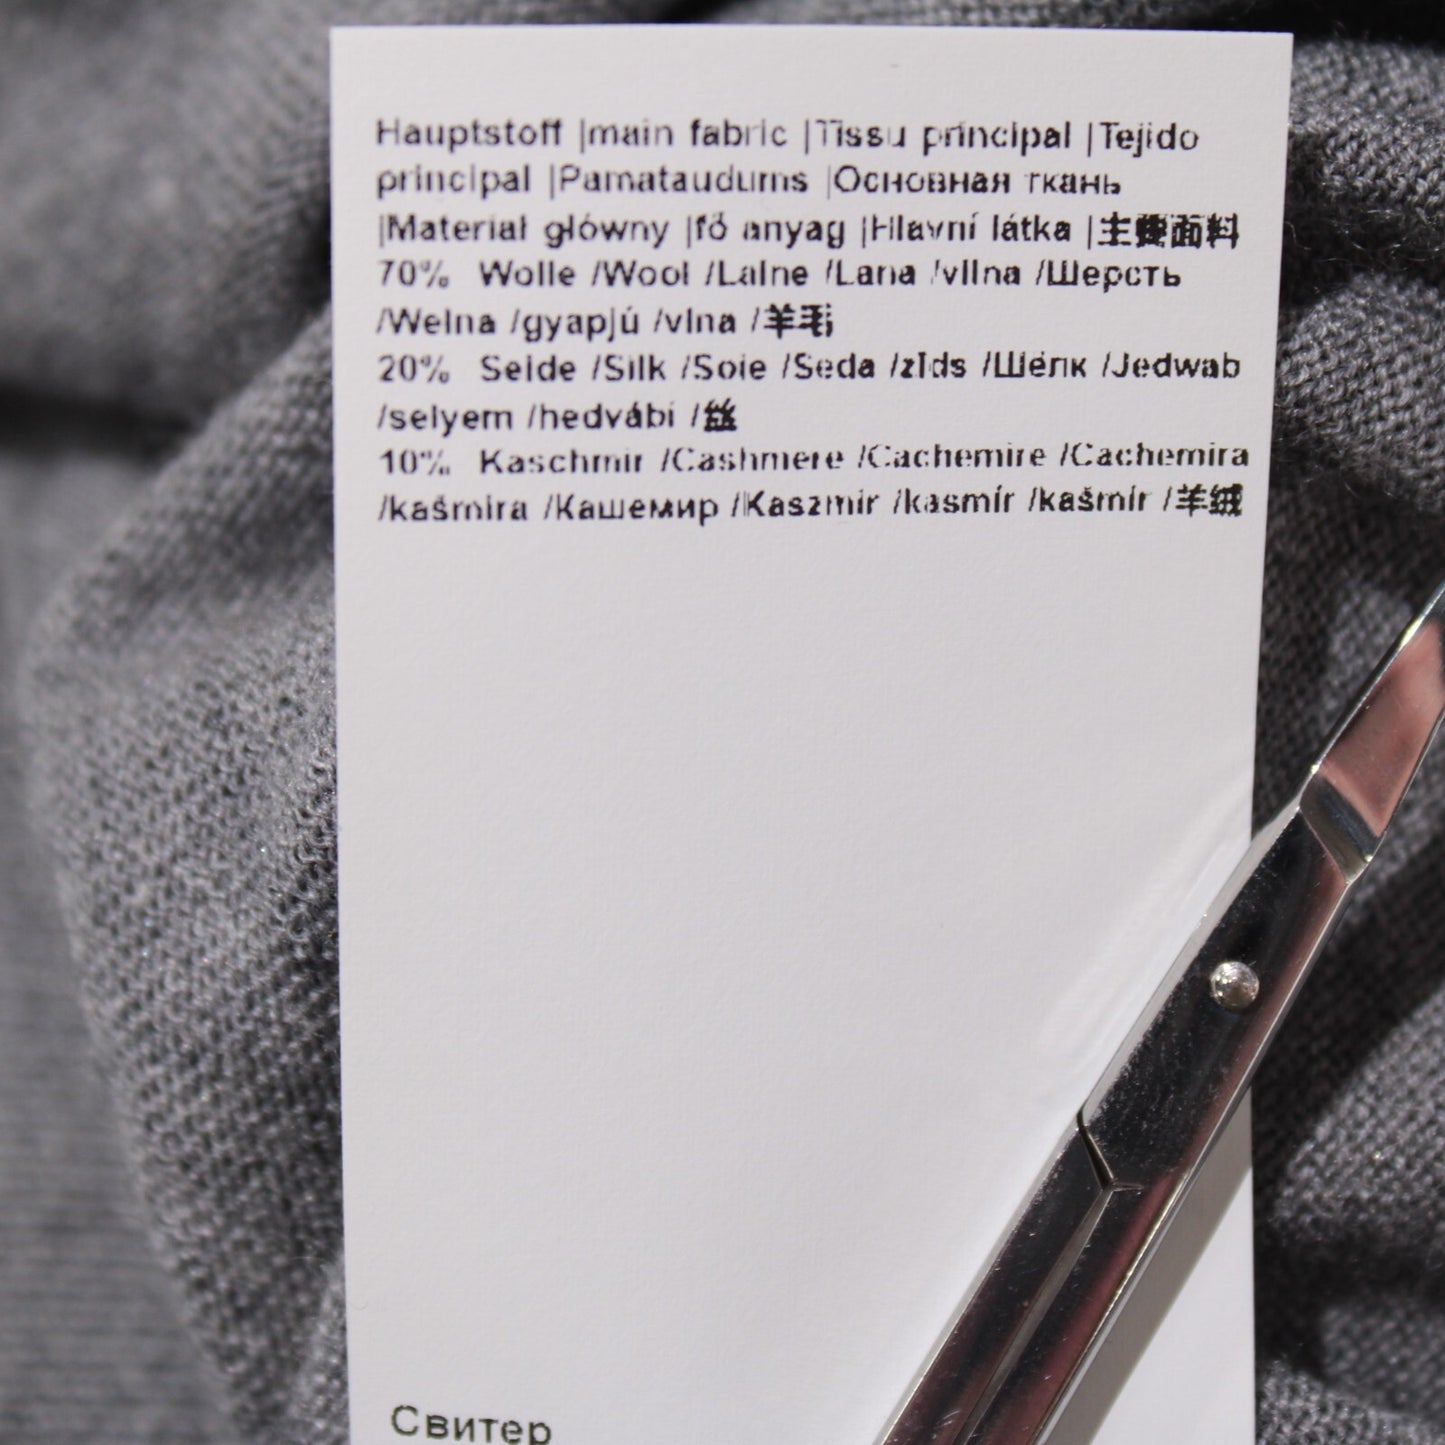 Hauptstoff |main fabric |Tissu principal |Tejido
principal |Pamataudums |Основная ткань
|Materiał główny |fő anyag |Hlavní látka |主要面料
70% Wolle /Wool /Laine /Lana /vilna /Шерсть
/Wełna /gyapjú /vlna /羊毛
20% Seide /Silk /Soie /Seda /zīds /Шёлк /Jedwab
/selyem /hedvábí /絲
10% Kaschmir /Cashmere /Cachemire /Cachemira
/kašmira /Кашемир /Kaszmir /kasmír /kašmír /羊絨
Свитер